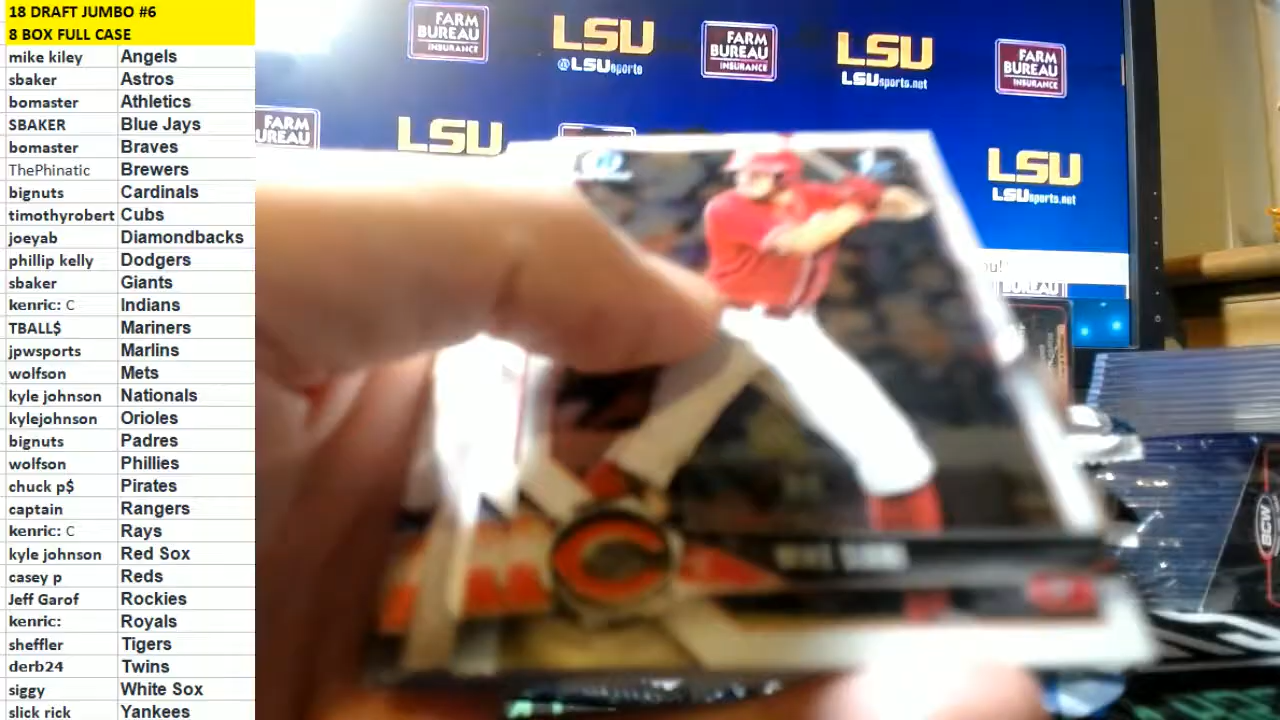 18 DRAFT JUMBO #6
8 BOX FULL CASE
mike kiley Angels
sbaker Astros
bomaster Athletics
SBAKER Blue Jays
bomaster Braves
ThePhinatic Brewers
bignuts Cardinals
timothyrobert Cubs
joeyab Diamondbacks
phillip kelly Dodgers
sbaker Giants
kenric: C Indians
TBALL$ Mariners
jpwsports Marlins
wolfson Mets
kyle johnson Nationals
kylejohnson Orioles
bignuts Padres
wolfson Phillies
chuck p$ Pirates
captain Rangers
kenric: C Rays
kyle johnson Red Sox
casey p Reds
Jeff Garof Rockies
kenric: Royals
sheffler Tigers
derb24 Twins
siggy White Sox
slick rick Yankees
FARM BUREAU INSURANCE
LSU
@LSUsports
FARM BUREAU INSURANCE
LSU
LSUsports.net
FARM BUREAU INSURANCE
FARM
LSU
LSU
LSUsports.net
BUREAU
C
BCW